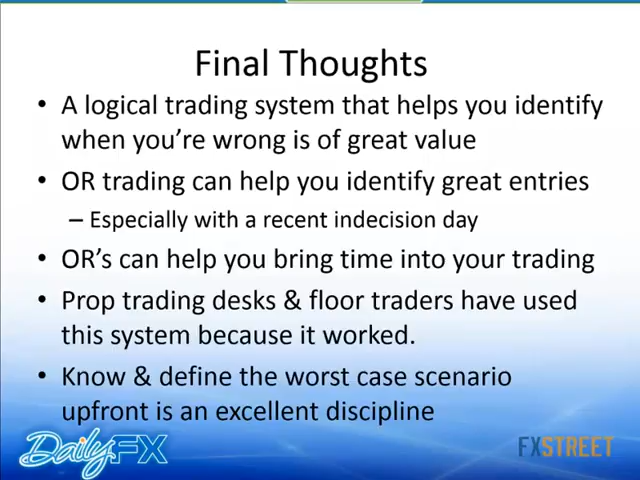 Final Thoughts
• A logical trading system that helps you identify
when you're wrong is of great value
• OR trading can help you identify great entries
– Especially with a recent indecision day
• OR's can help you bring time into your trading
• Prop trading desks & floor traders have used
this system because it worked.
• Know & define the worst case scenario
upfront is an excellent discipline
DailyFX
FXSTREET